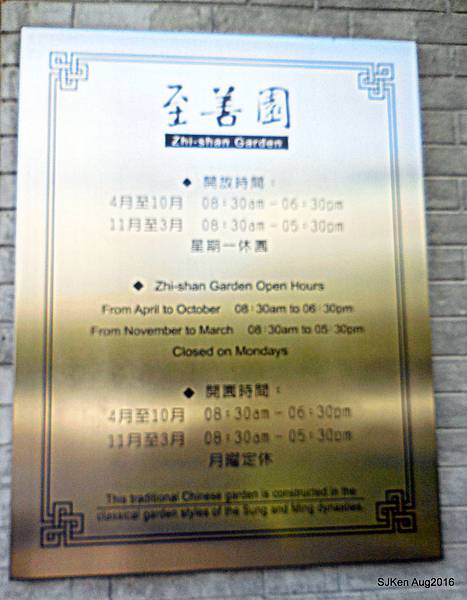 至善園
Zhi-shan Garden
◆ 開放時間：
4月至10月 08：30am－06：30pm
11月至3月 08：30am－05：30pm
星期一休園
◆ Zhi-shan Garden Open Hours
From April to October 08：30am to 06：30pm
From November to March 08：30am to 05：30pm
Closed on Mondays
◆ 開園時間：
4月至10月 08：30am－06：30pm
11月至3月 08：30am－05：30pm
月曜定休
This traditional Chinese garden is constructed in the
classical garden styles of the Sung and Ming dynasties.
SJKen Aug2016